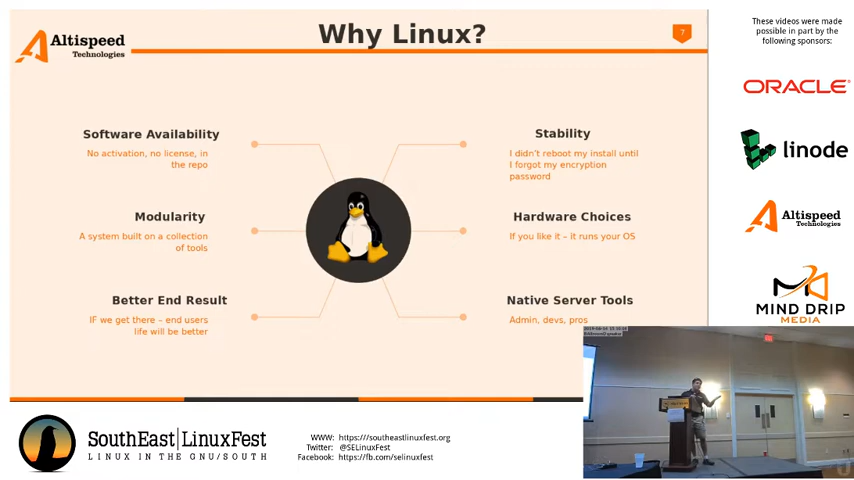 Altispeed
Technologies
Why Linux?
7
Software Availability
No activation, no license, in
the repo
Modularity
A system built on a collection
of tools
Better End Result
IF we get there – end users
life will be better
Stability
I didn't reboot my install until
I forgot my encryption
password
Hardware Choices
If you like it – it runs your OS
Native Server Tools
Admin, devs, pros
These videos were made
possible in part by the
following sponsors:
ORACLE
linode
Altispeed
Technologies
MIND DRIP
MEDIA
SouthEast|LinuxFest
LINUX IN THE GNU/SOUTH
WWW: https:///southeastlinuxfest.org
Twitter: @SELinuxFest
Facebook: https://fb.com/selinuxfest